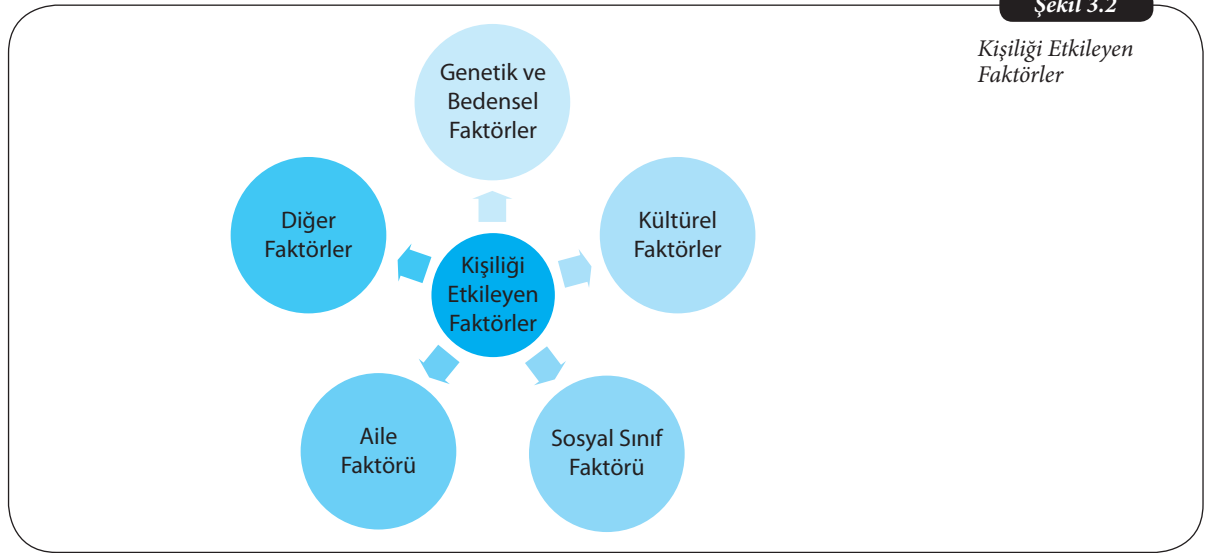 Şekil 3.2
Kişiliği Etkileyen
Faktörler
Genetik ve
Bedensel
Faktörler
Kültürel
Faktörler
Sosyal Sınıf
Faktörü
Aile
Faktörü
Diğer
Faktörler
Kişiliği
Etkileyen
Faktörler